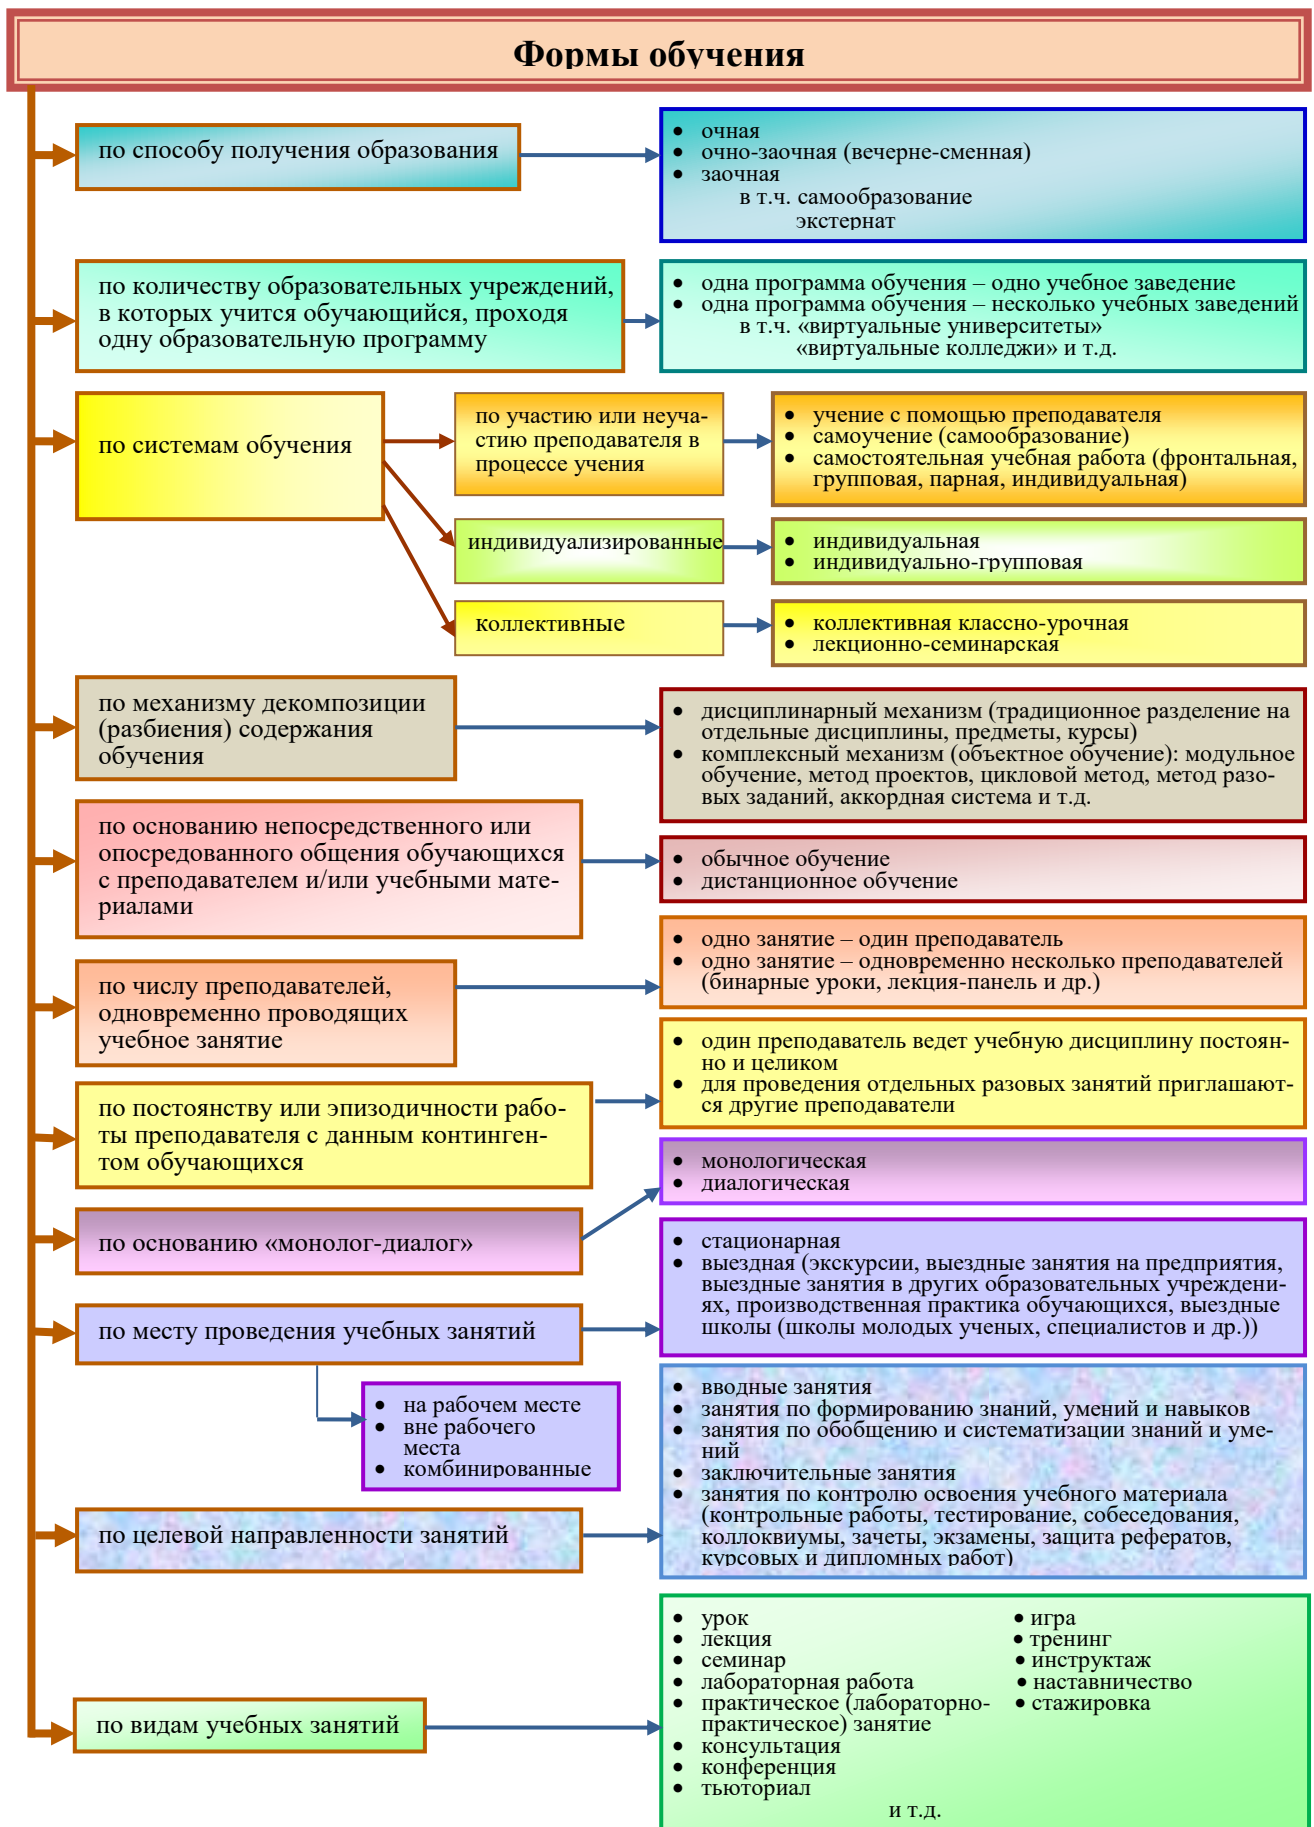 Формы обучения
по способу получения образования
• очная
• очно-заочная (вечерне-сменная)
• заочная
в т.ч. самообразование
экстернат
по количеству образовательных учреждений,
в которых учится обучающийся, проходя
одну образовательную программу
• одна программа обучения – одно учебное заведение
• одна программа обучения – несколько учебных заведений
в т.ч. «виртуальные университеты»
«виртуальные колледжи» и т.д.
по системам обучения
по участию или неуча-
стию преподавателя в
процессе учения
• учение с помощью преподавателя
• самоучение (самообразование)
• самостоятельная учебная работа (фронтальная,
групповая, парная, индивидуальная)
индивидуализированные
• индивидуальная
• индивидуально-групповая
коллективные
• коллективная классно-урочная
• лекционно-семинарская
по механизму декомпозиции
(разбиения) содержания
обучения
• дисциплинарный механизм (традиционное разделение на
отдельные дисциплины, предметы, курсы)
• комплексный механизм (объектное обучение): модульное
обучение, метод проектов, цикловой метод, метод разо-
вых заданий, аккордная система и т.д.
по основанию непосредственного или
опосредованного общения обучающихся
с преподавателем и/или учебными мате-
риалами
• обычное обучение
• дистанционное обучение
по числу преподавателей,
одновременно проводящих
учебное занятие
• одно занятие – один преподаватель
• одно занятие – одновременно несколько преподавателей
(бинарные уроки, лекция-панель и др.)
по постоянству или эпизодичности рабо-
ты преподавателя с данным континген-
том обучающихся
• один преподаватель ведет учебную дисциплину постоян-
но и целиком
• для проведения отдельных разовых занятий приглашают-
ся другие преподаватели
по основанию «монолог-диалог»
• монологическая
• диалогическая
по месту проведения учебных занятий
• стационарная
• выездная (экскурсии, выездные занятия на предприятия,
выездные занятия в других образовательных учреждени-
ях, производственная практика обучающихся, выездные
школы (школы молодых ученых, специалистов и др.))
• на рабочем месте
• вне рабочего
места
• комбинированные
по целевой направленности занятий
• вводные занятия
• занятия по формированию знаний, умений и навыков
• занятия по обобщению и систематизации знаний и уме-
ний
• заключительные занятия
• занятия по контролю освоения учебного материала
(контрольные работы, тестирование, собеседования,
коллоквиумы, зачеты, экзамены, защита рефератов,
курсовых и дипломных работ)
по видам учебных занятий
• урок
• лекция
• семинар
• лабораторная работа
• практическое (лабораторно-
практическое) занятие
• консультация
• конференция
• тьюториал
• игра
• тренинг
• инструктаж
• наставничество
• стажировка
и т.д.